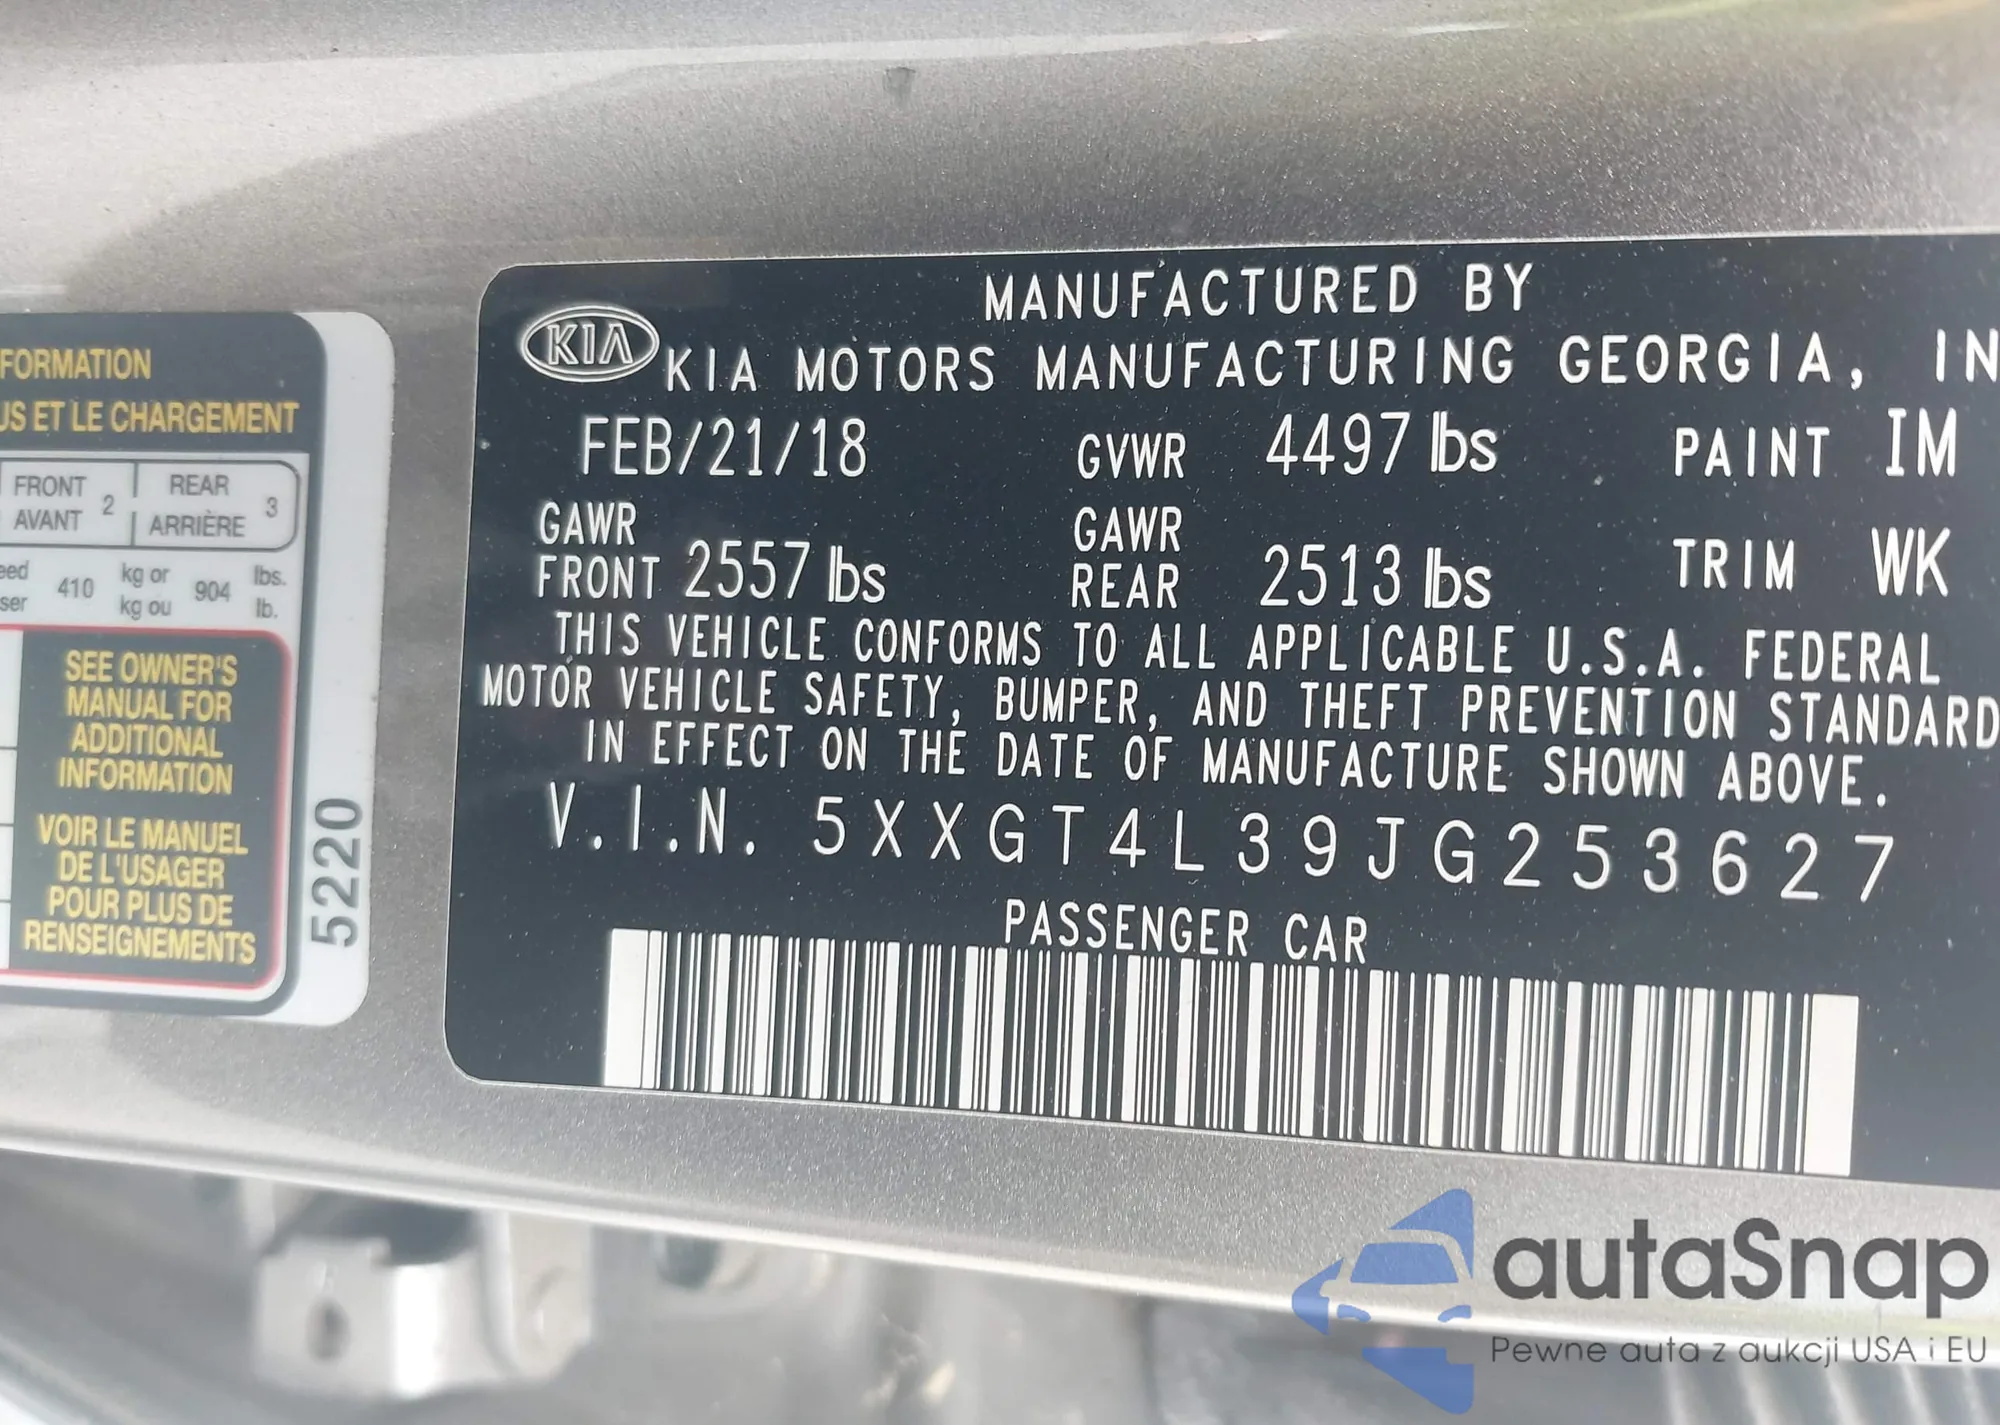 FORMATION
US ET LE CHARGEMENT
FRONT
AVANT
2
REAR
ARRIÈRE
3
410
kg or
kg ou
904
lbs.
lb.
SEE OWNER'S
MANUAL FOR
ADDITIONAL
INFORMATION
VOIR LE MANUEL
DE L'USAGER
POUR PLUS DE
RENSEIGNEMENTS
5220
MANUFACTURED BY
KIA KIA MOTORS MANUFACTURING GEORGIA, IN
FEB/21/18 GVWR 4497 lbs PAINT IM
GAWR FRONT 2557 lbs GAWR REAR 2513 lbs TRIM WK
THIS VEHICLE CONFORMS TO ALL APPLICABLE U.S.A. FEDERAL
MOTOR VEHICLE SAFETY, BUMPER, AND THEFT PREVENTION STANDARD
IN EFFECT ON THE DATE OF MANUFACTURE SHOWN ABOVE.
V.I.N. 5XXGT4L39JG253627
PASSENGER CAR
autaSnap
Pewne auta z aukcji USA i EU